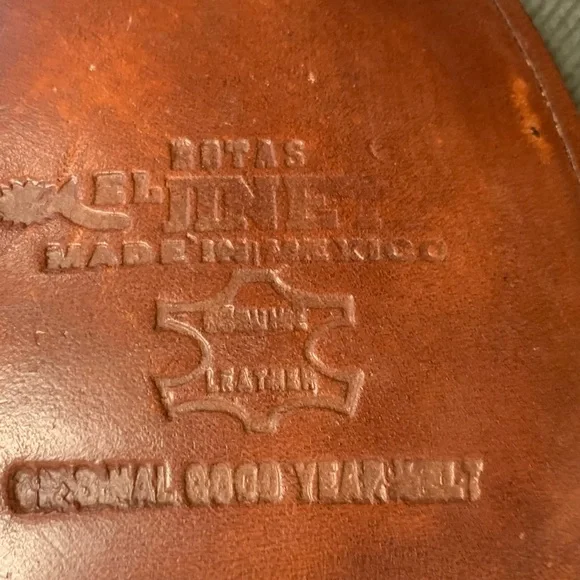 BOTAS
EL JINETE
MADE IN MEXICO
GENUINE
LEATHER
ORIGINAL GOOD YEAR WELT